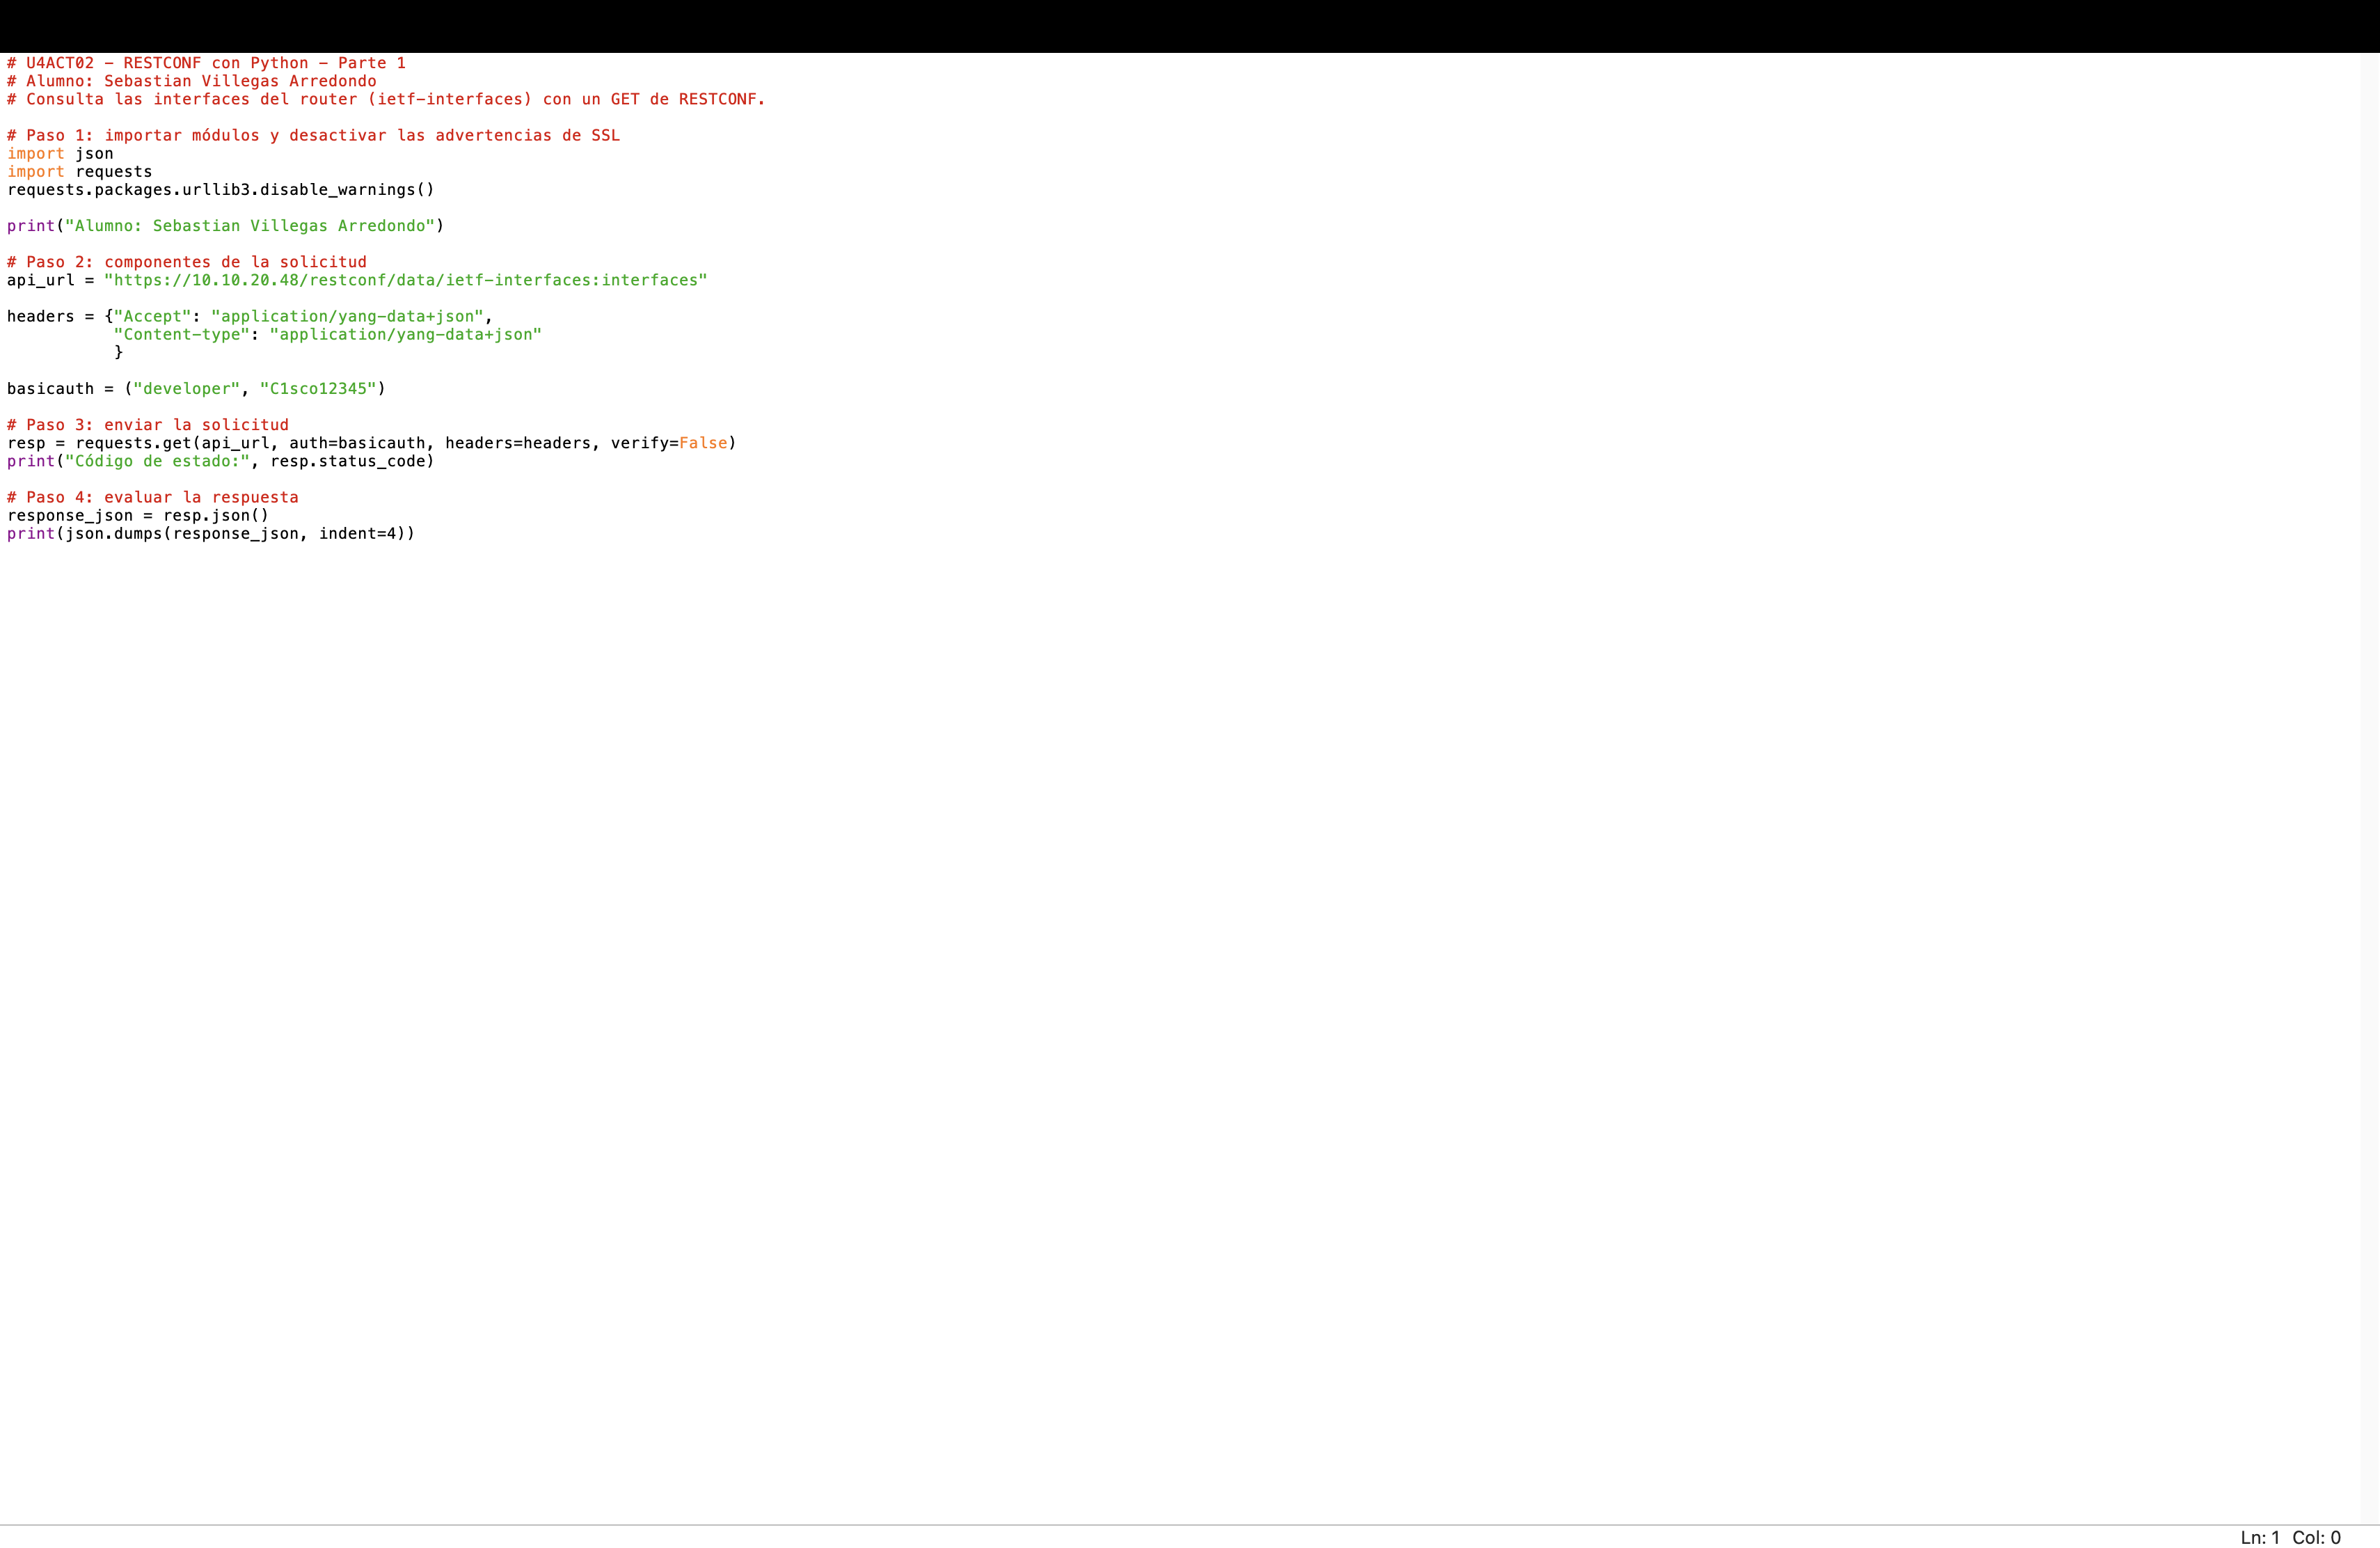 # U4ACT02 – RESTCONF con Python – Parte 1
# Alumno: Sebastian Villegas Arredondo
# Consulta las interfaces del router (ietf-interfaces) con un GET de RESTCONF.
# Paso 1: importar módulos y desactivar las advertencias de SSL
import json
import requests
requests.packages.urllib3.disable_warnings()
print("Alumno: Sebastian Villegas Arredondo")
# Paso 2: componentes de la solicitud
api_url = "https://10.10.20.48/restconf/data/ietf-interfaces:interfaces"
headers = {"Accept": "application/yang-data+json",
           "Content-type": "application/yang-data+json"
           }
basicauth = ("developer", "C1sco12345")
# Paso 3: enviar la solicitud
resp = requests.get(api_url, auth=basicauth, headers=headers, verify=False)
print("Código de estado:", resp.status_code)
# Paso 4: evaluar la respuesta
response_json = resp.json()
print(json.dumps(response_json, indent=4))
Ln: 1 Col: 0